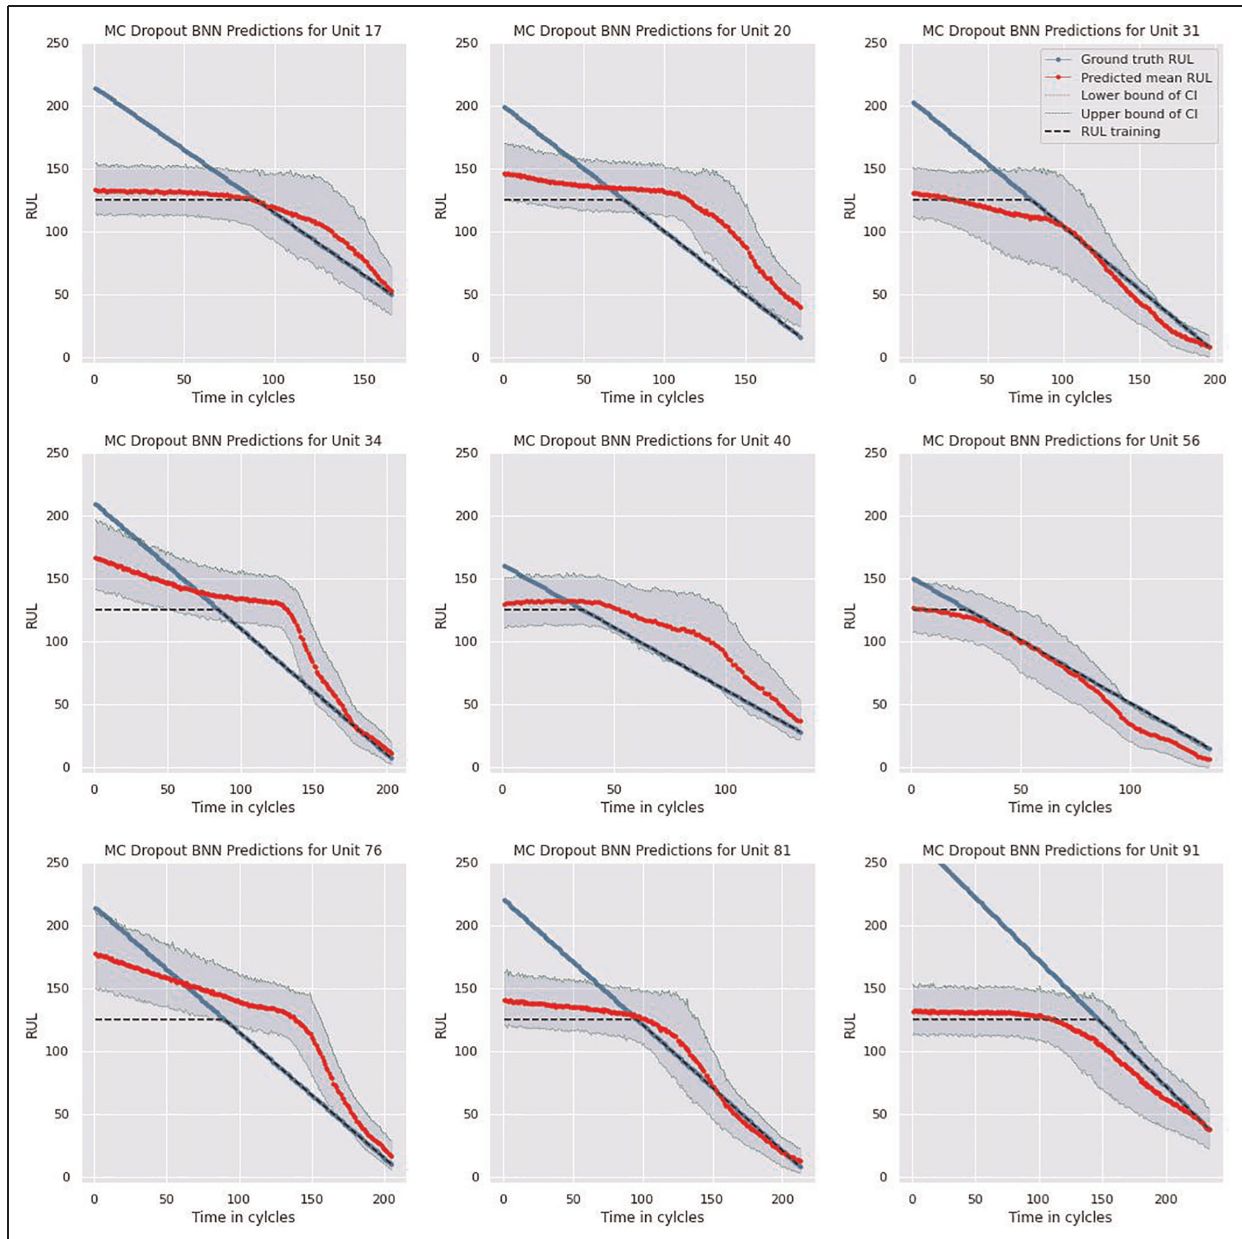 MC Dropout BNN Predictions for Unit 17
250
200
150
100
50
0
RUL
0 50 100 150
Time in cylcles
MC Dropout BNN Predictions for Unit 20
250
200
150
100
50
0
RUL
0 50 100 150
Time in cylcles
MC Dropout BNN Predictions for Unit 31
Ground truth RUL
Predicted mean RUL
Lower bound of CI
Upper bound of CI
RUL training
250
200
150
100
50
0
RUL
0 50 100 150 200
Time in cylcles
MC Dropout BNN Predictions for Unit 34
250
200
150
100
50
0
RUL
0 50 100 150 200
Time in cylcles
MC Dropout BNN Predictions for Unit 40
250
200
150
100
50
0
RUL
0 50 100
Time in cylcles
MC Dropout BNN Predictions for Unit 56
250
200
150
100
50
0
RUL
0 50 100
Time in cylcles
MC Dropout BNN Predictions for Unit 76
250
200
150
100
50
0
RUL
0 50 100 150 200
Time in cylcles
MC Dropout BNN Predictions for Unit 81
250
200
150
100
50
0
RUL
0 50 100 150 200
Time in cylcles
MC Dropout BNN Predictions for Unit 91
250
200
150
100
50
0
RUL
0 50 100 150 200
Time in cylcles